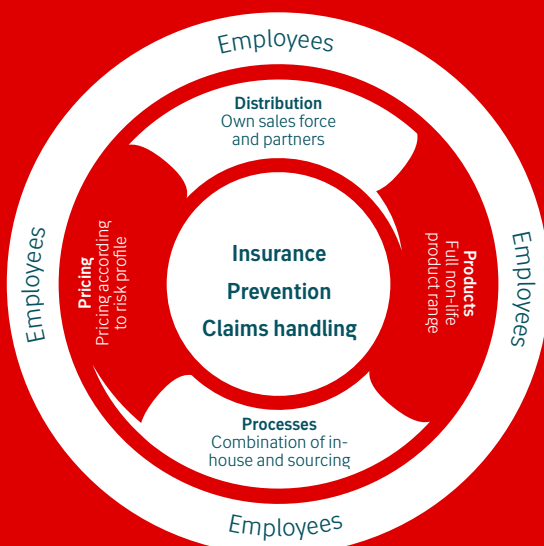 Employees
Distribution
Own sales force
and partners
Employees
Pricing
Pricing according
to risk profile
Insurance
Prevention
Claims handling
Products
Full non-life
product range
Employees
Processes
Combination of in-
house and sourcing
Employees